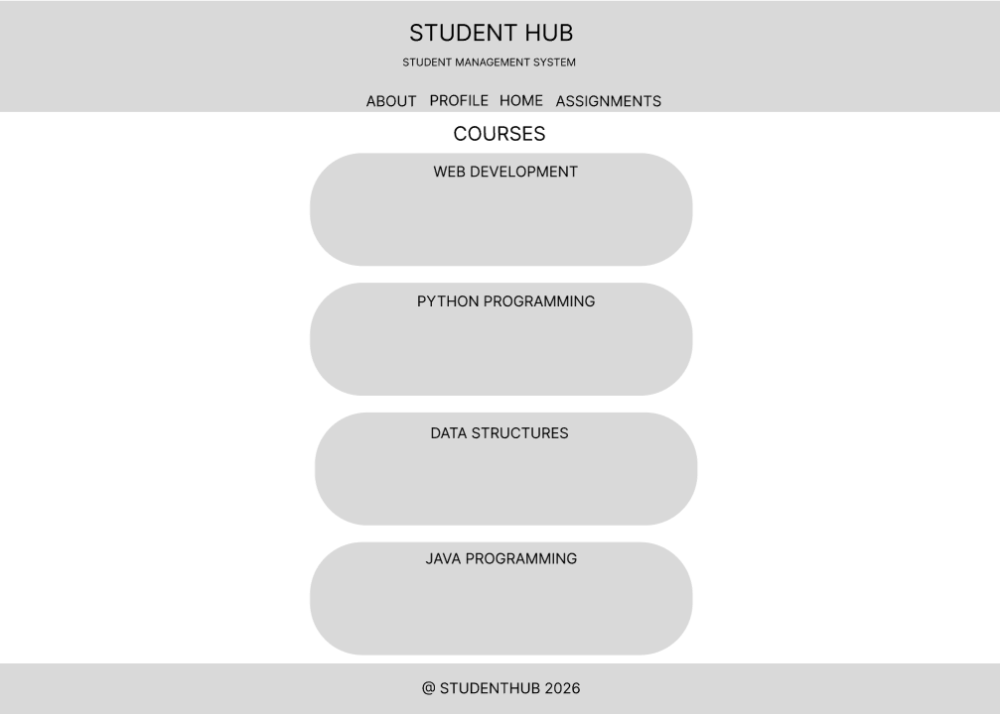 STUDENT HUB
STUDENT MANAGEMENT SYSTEM
ABOUT PROFILE HOME ASSIGNMENTS
COURSES
WEB DEVELOPMENT
PYTHON PROGRAMMING
DATA STRUCTURES
JAVA PROGRAMMING
@ STUDENTHUB 2026